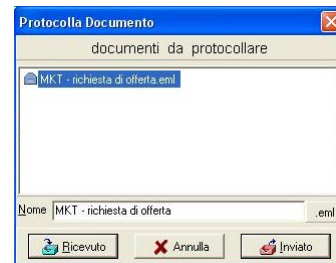 Protocolla Documento
documenti da protocollare
MKT - richiesta di offerta.eml
Nome MKT - richiesta di offerta .eml
Ricevuto Annulla Inviato